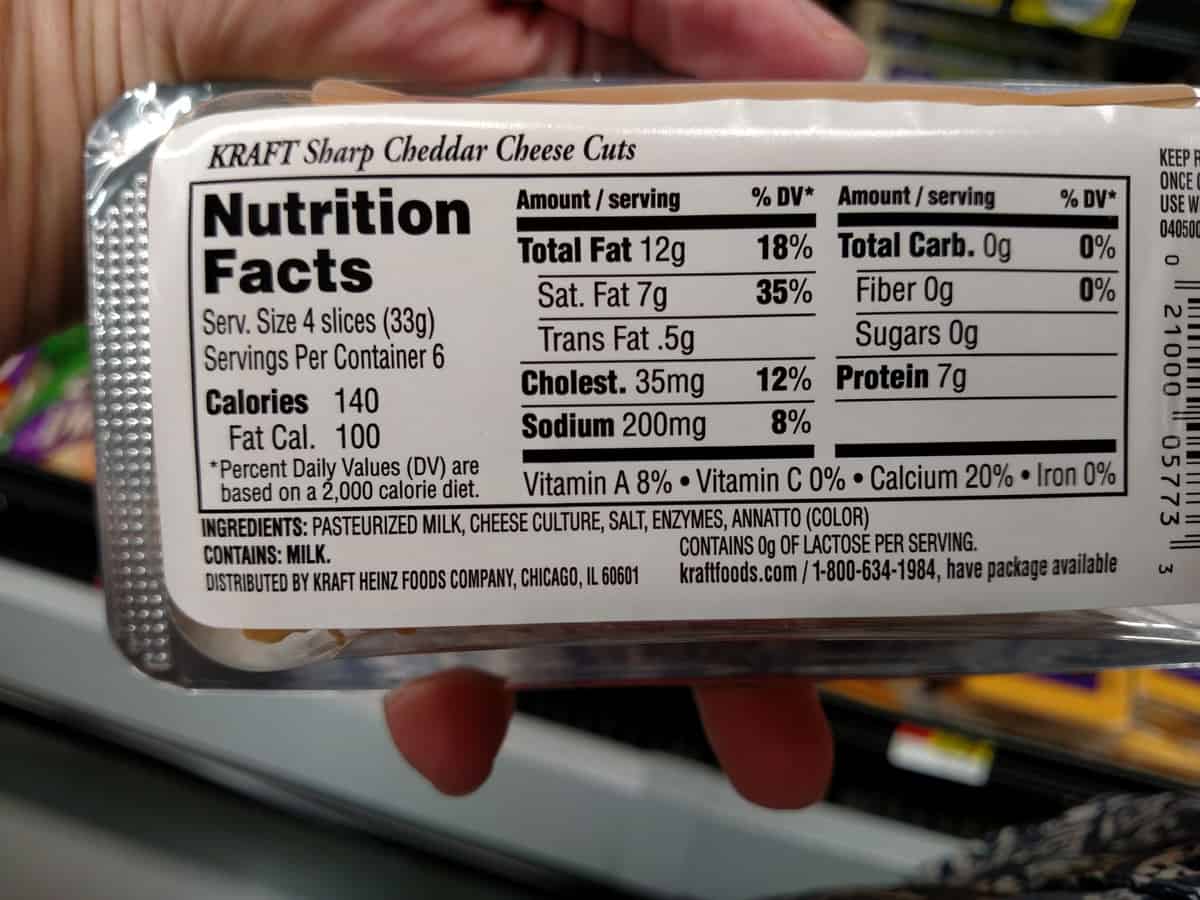 KRAFT Sharp Cheddar Cheese Cuts
Nutrition
Facts
Serv. Size 4 slices (33g)
Servings Per Container 6
Calories 140
Fat Cal. 100
*Percent Daily Values (DV) are
based on a 2,000 calorie diet.
Amount / serving % DV*
Total Fat 12g 18%
Sat. Fat 7g 35%
Trans Fat .5g
Cholest. 35mg 12%
Sodium 200mg 8%
Amount / serving % DV*
Total Carb. 0g 0%
Fiber 0g 0%
Sugars 0g
Protein 7g
Vitamin A 8% • Vitamin C 0% • Calcium 20% • Iron 0%
INGREDIENTS: PASTEURIZED MILK, CHEESE CULTURE, SALT, ENZYMES, ANNATTO (COLOR)
CONTAINS: MILK.
CONTAINS 0g OF LACTOSE PER SERVING.
DISTRIBUTED BY KRAFT HEINZ FOODS COMPANY, CHICAGO, IL 60601
kraftfoods.com / 1-800-634-1984, have package available
KEEP
ONCE
USE
0 21000 05773 3